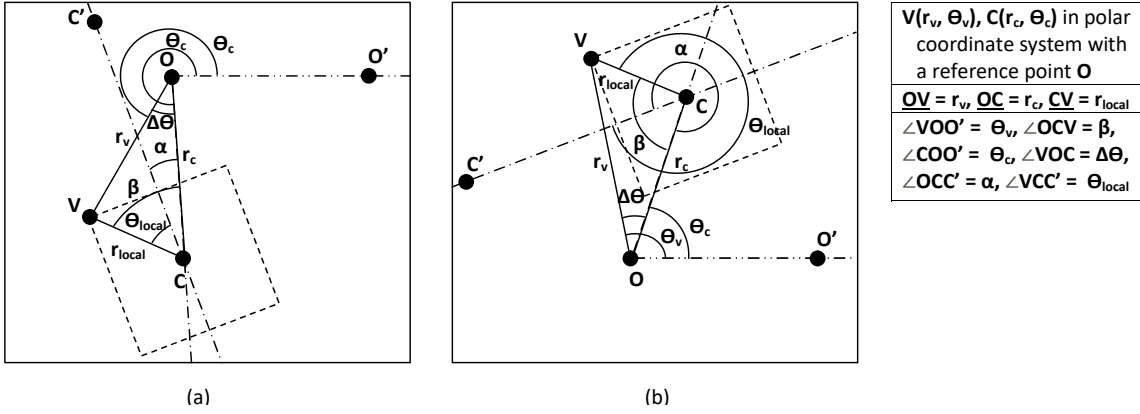 C'
Θc
Θc
O
O'
ΔΘ
rv
α
rc
β
V
Θlocal
rlocal
C
(a)
V
α
rlocal
C
Θlocal
β
C'
rv
rc
ΔΘ
Θc
Θv
O'
O
(b)
V(rv, Θv), C(rc, Θc) in polar
coordinate system with
a reference point O
OV = rv, OC = rc, CV = rlocal
∠VOO' = Θv, ∠OCV = β,
∠COO' = Θc, ∠VOC = ΔΘ,
∠OCC' = α, ∠VCC' = Θlocal